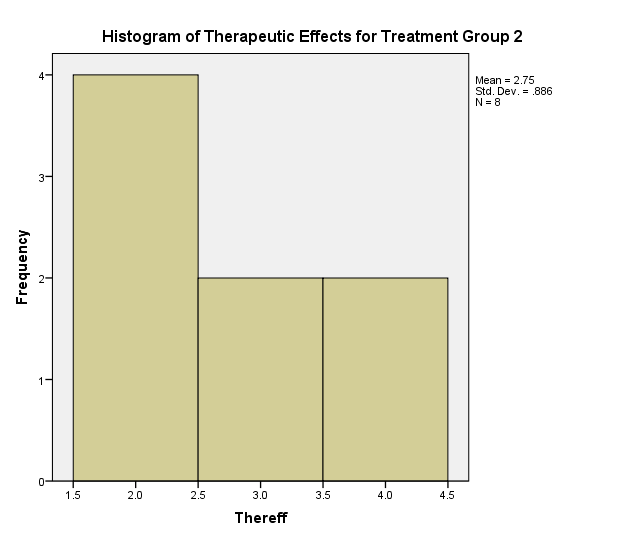 Histogram of Therapeutic Effects for Treatment Group 2
Mean = 2.75
Std. Dev. = .886
N = 8
4
3
2
1
0
Frequency
1.5 2.0 2.5 3.0 3.5 4.0 4.5
Thereff